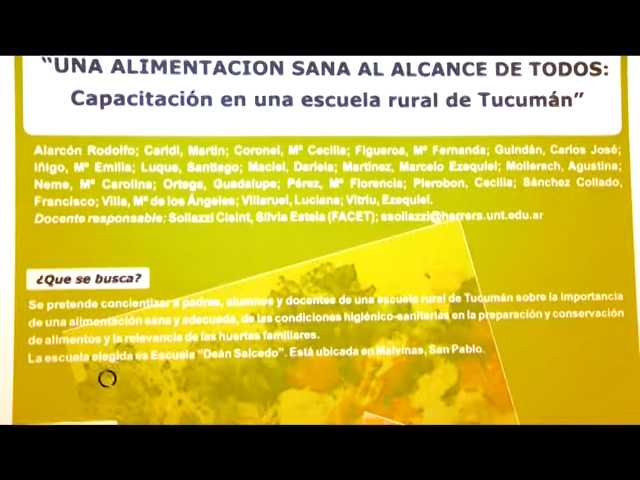 “UNA ALIMENTACION SANA AL ALCANCE DE TODOS:
Capacitación en una escuela rural de Tucumán”
Alarcón Rodolfo; Caridi, Martin; Coronel, Mª Cecilia; Figueroa, Mª Fernanda; Guindán, Carlos José;
Iñigo, Mª Emilia; Luque, Santiago; Maciel, Daniela; Martinez, Marcelo Ezequiel; Mollerach, Agustina;
Neme, Mª Carolina; Ortega, Guadalupe; Pérez, Mª Florencia; Pierobon, Cecilia; Sánchez Collado,
Francisco; Villa, Mª de los Ángeles; Villaruel, Luciana; Vitriu, Ezequiel.
Docente responsable: Sollazzi Cisint, Silvia Estela (FACET); ssollazzi@herrera.unt.edu.ar
¿Que se busca?
Se pretende concientizar a padres, alumnos y docentes de una escuela rural de Tucumán sobre la importancia
de una alimentación sana y adecuada, de las condiciones higiénico-sanitarias en la preparación y conservación
de alimentos y la relevancia de las huertas familiares.
La escuela elegida es Escuela “Deán Salcedo”. Está ubicada en Malvinas, San Pablo.